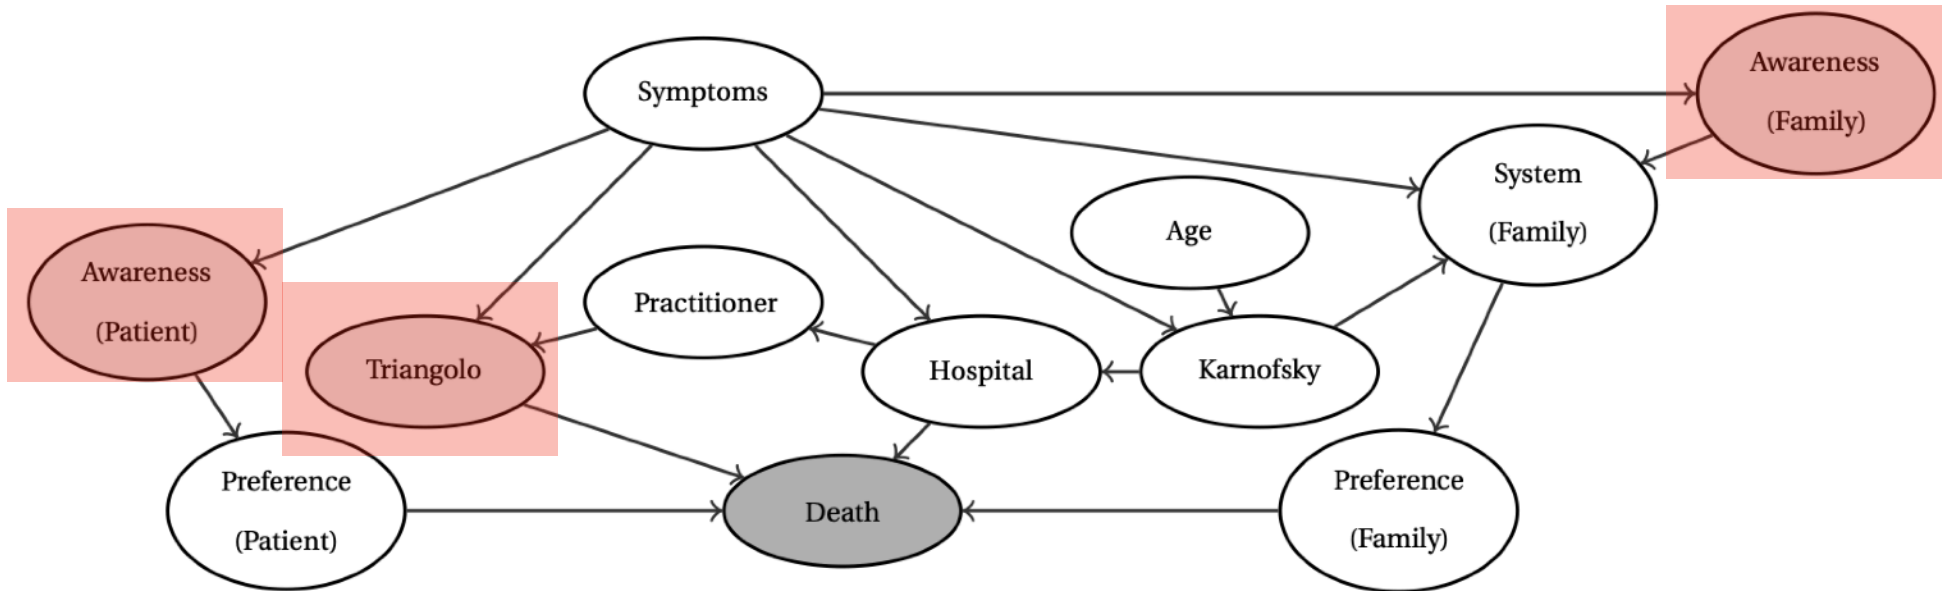 Symptoms
Awareness
(Family)
System
(Family)
Age
Awareness
(Patient)
Practitioner
Triangolo
Hospital
Karnofsky
Preference
(Patient)
Death
Preference
(Family)